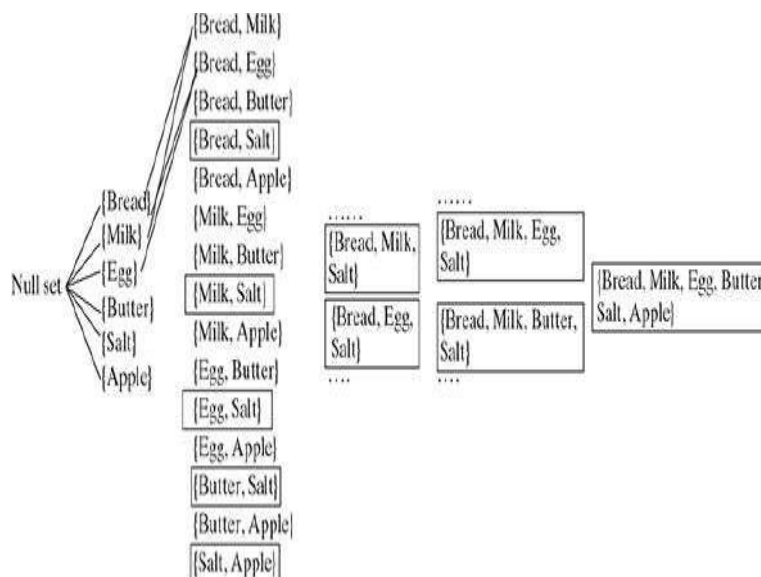 Null set
{Bread}
{Milk}
{Egg}
{Butter}
{Salt}
{Apple}
{Bread, Milk}
{Bread, Egg}
{Bread, Butter}
{Bread, Salt}
{Bread, Apple}
{Milk, Egg}
{Milk, Butter}
{Milk, Salt}
{Milk, Apple}
{Egg, Butter}
{Egg, Salt}
{Egg, Apple}
{Butter, Salt}
{Butter, Apple}
{Salt, Apple}
......
{Bread, Milk,
Salt}
{Bread, Egg,
Salt}
....
......
{Bread, Milk, Egg,
Salt}
{Bread, Milk, Butter,
Salt}
....
{Bread, Milk, Egg, Butter
Salt, Apple}